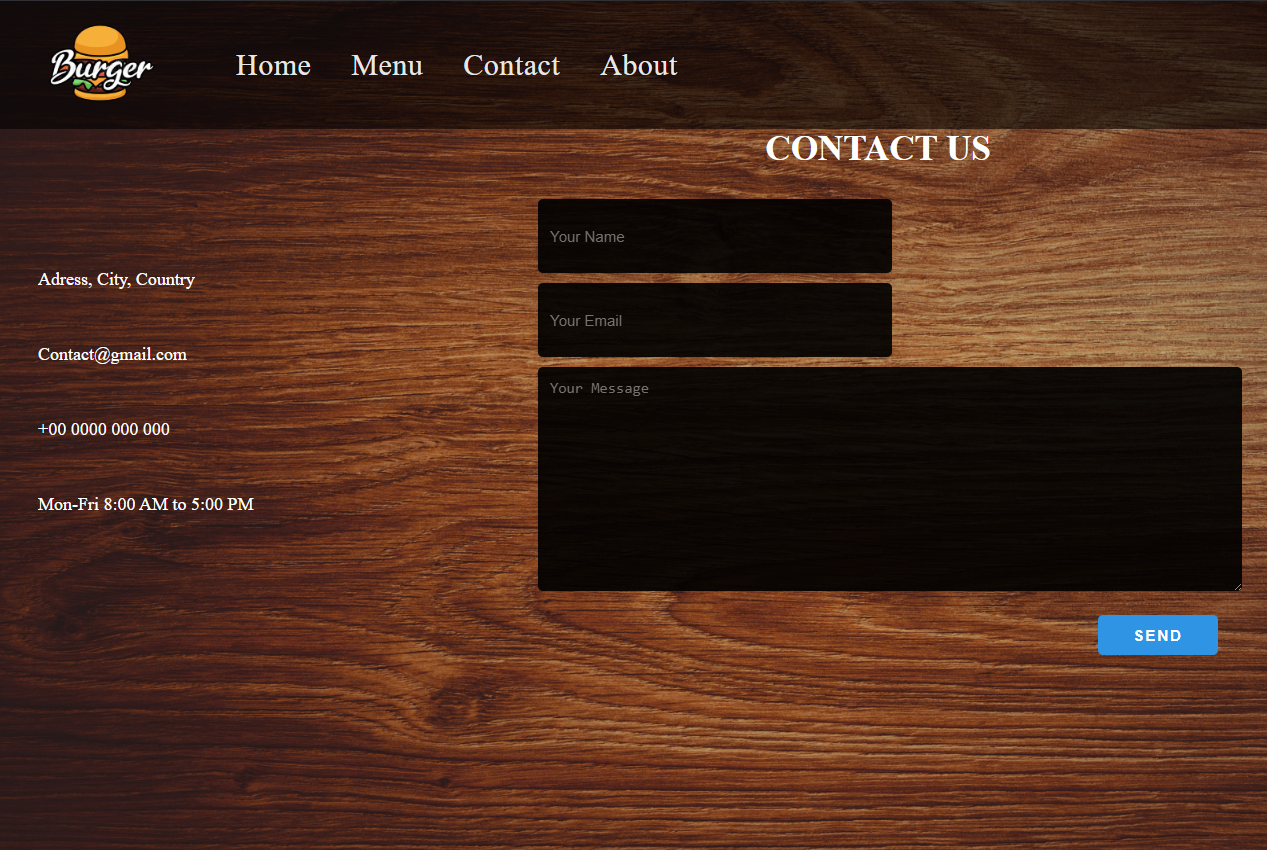 Burger
Home Menu Contact About
CONTACT US
Your Name
Your Email
Your Message
Adress, City, Country
Contact@gmail.com
+00 0000 000 000
Mon-Fri 8:00 AM to 5:00 PM
SEND